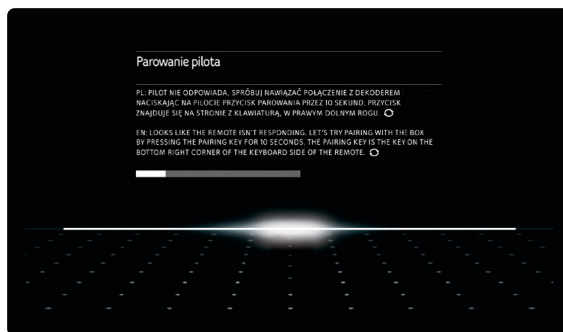 Parowanie pilota
PL: PILOT NIE ODPOWIADA, SPRÓBUJ NAWIĄZAĆ POŁĄCZENIE Z DEKODEREM
NACISKAJĄC NA PILOCIE PRZYCISK PAROWANIA PRZEZ 10 SEKUND. PRZYCISK
ZNAJDUJE SIĘ NA STRONIE Z KLAWIATURĄ, W PRAWYM DOLNYM ROGU.
EN: LOOKS LIKE THE REMOTE ISN'T RESPONDING. LET'S TRY PAIRING WITH THE BOX
BY PRESSING THE PAIRING KEY FOR 10 SECONDS. THE PAIRING KEY IS THE KEY ON THE
BOTTOM RIGHT CORNER OF THE KEYBOARD SIDE OF THE REMOTE.